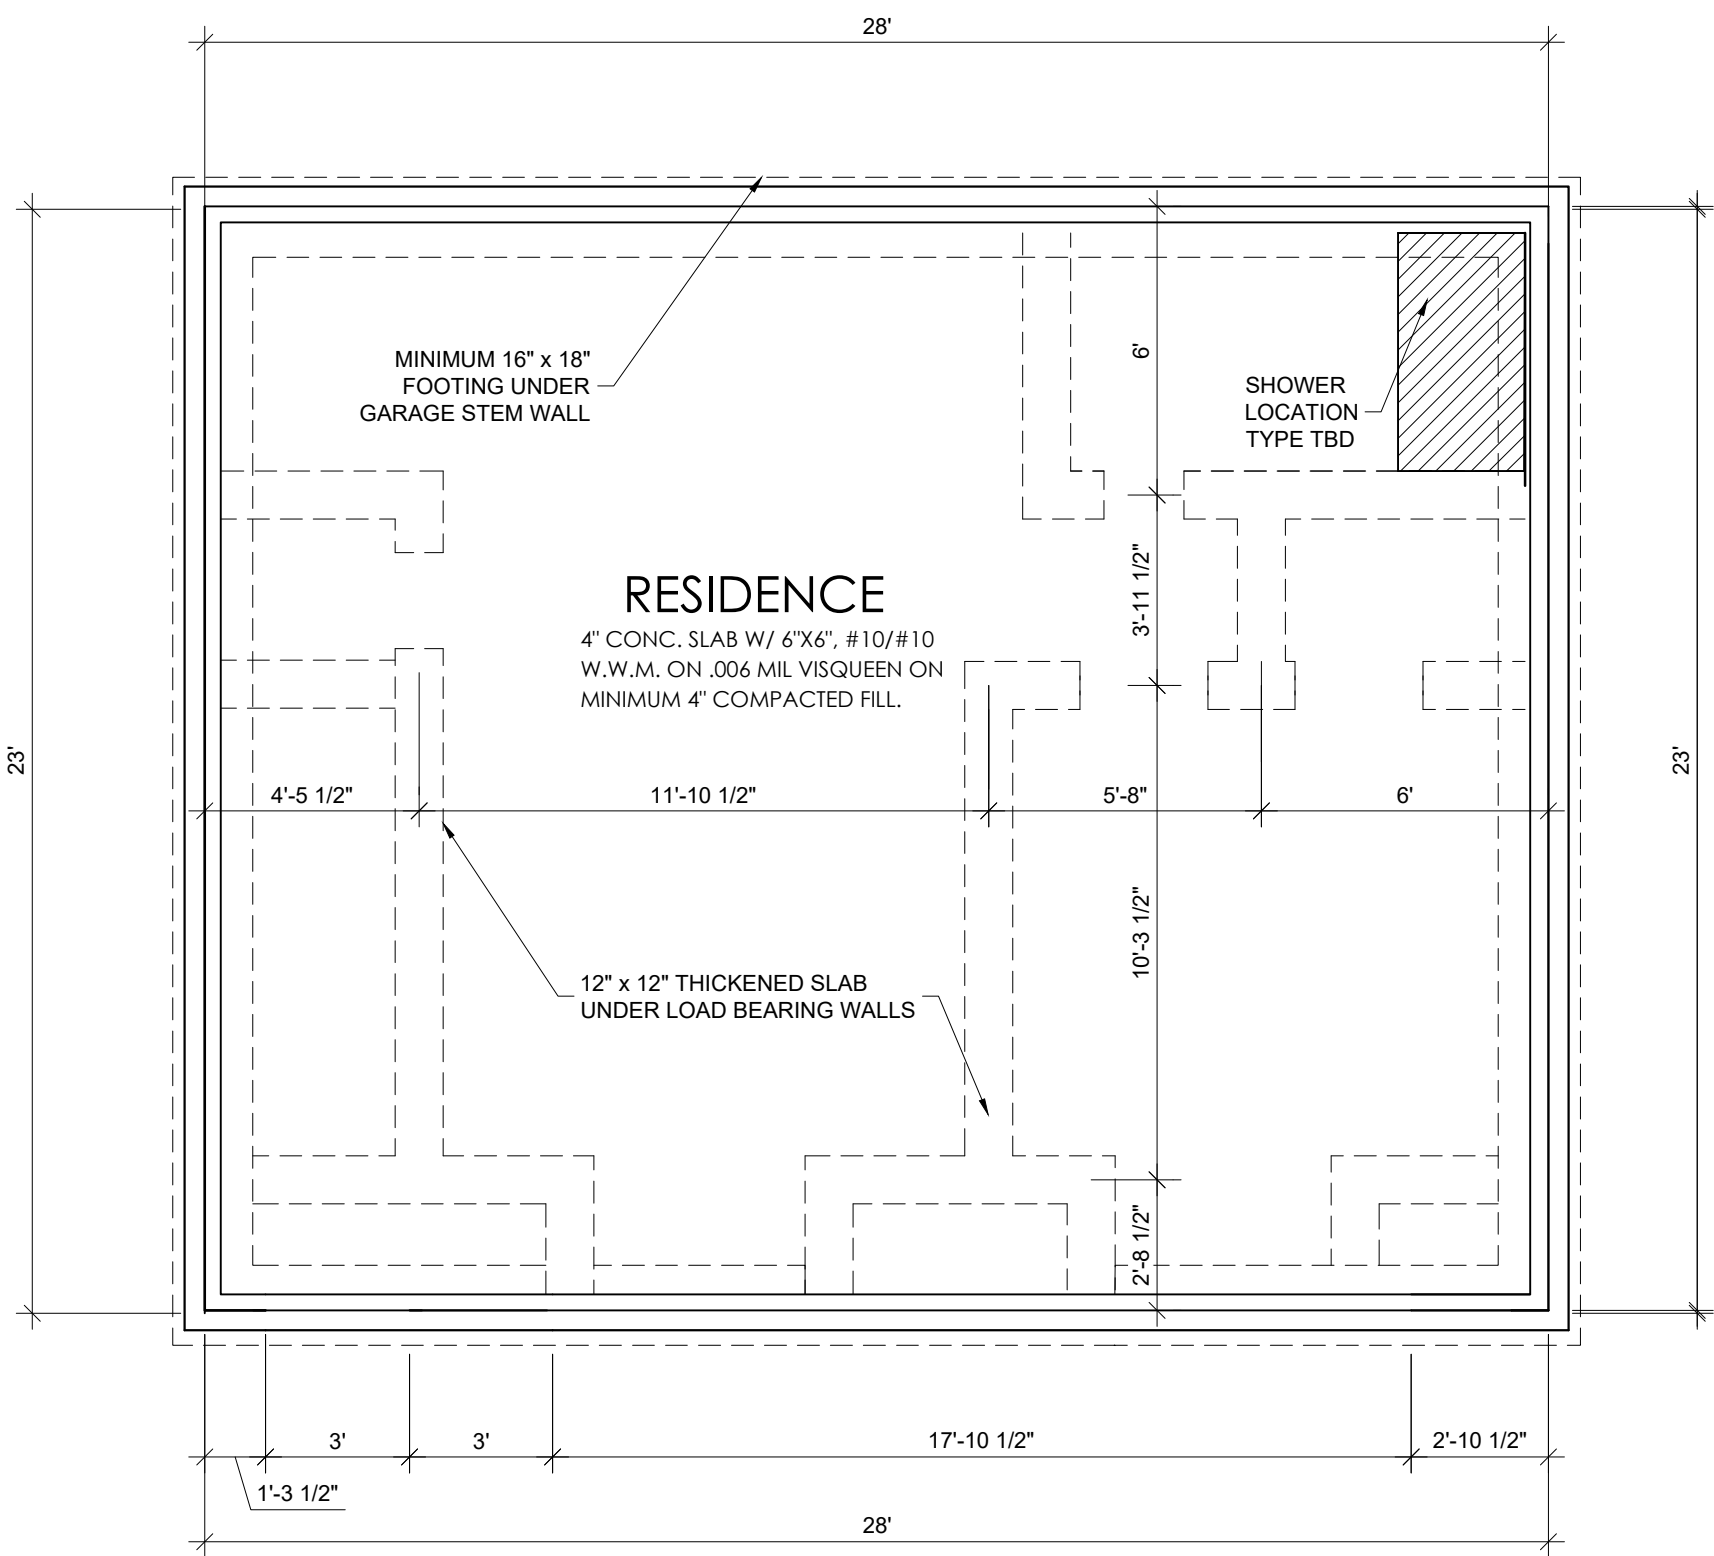 28'
MINIMUM 16" x 18"
FOOTING UNDER
GARAGE STEM WALL
6'
SHOWER
LOCATION
TYPE TBD
RESIDENCE
4" CONC. SLAB W/ 6"X6", #10/#10
W.W.M. ON .006 MIL VISQUEEN ON
MINIMUM 4" COMPACTED FILL.
3'-11 1/2"
23'
23'
4'-5 1/2"
11'-10 1/2"
5'-8"
6'
10'-3 1/2"
12" x 12" THICKENED SLAB
UNDER LOAD BEARING WALLS
2'-8 1/2"
3'
3'
17'-10 1/2"
2'-10 1/2"
1'-3 1/2"
28'